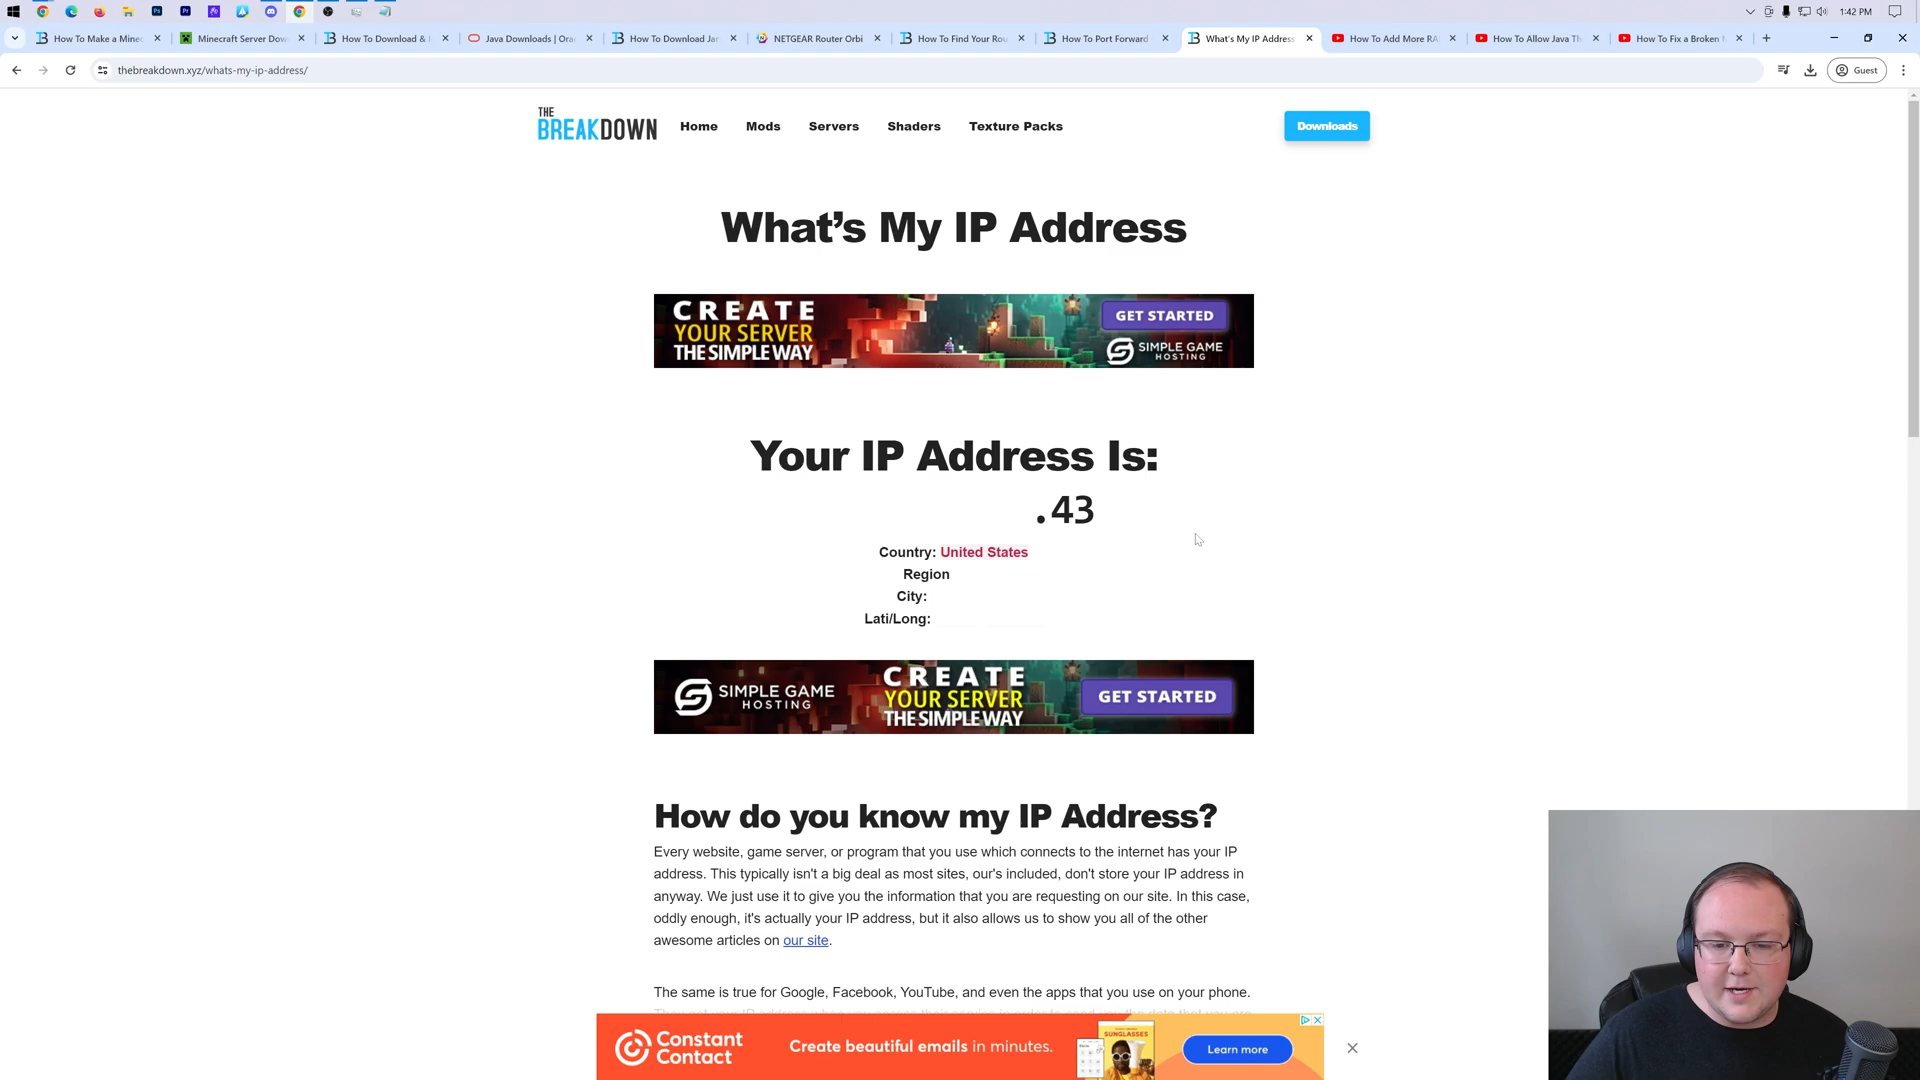 1:42 PM
How To Make a Minec
Minecraft Server Dow
How To Download &
Java Downloads | Ora
How To Download Jar
NETGEAR Router Orbi
How To Find Your Rou
How To Port Forward
What's My IP Address
How To Add More RA
How To Allow Java Th
How To Fix a Broken
thebreakdown.xyz/whats-my-ip-address/
Guest
THE
BREAKDOWN
Home
Mods
Servers
Shaders
Texture Packs
Downloads
What's My IP Address
CREATE
YOUR SERVER
THE SIMPLE WAY
GET STARTED
SIMPLE GAME
HOSTING
Your IP Address Is:
.43
Country: United States
Region
City:
Lati/Long:
SIMPLE GAME
HOSTING
CREATE
YOUR SERVER
THE SIMPLE WAY
GET STARTED
How do you know my IP Address?
Every website, game server, or program that you use which connects to the internet has your IP
address. This typically isn't a big deal as most sites, our's included, don't store your IP address in
anyway. We just use it to give you the information that you are requesting on our site. In this case,
oddly enough, it's actually your IP address, but it also allows us to show you all of the other
awesome articles on our site.
The same is true for Google, Facebook, YouTube, and even the apps that you use on your phone.
Constant
Contact
Create beautiful emails in minutes.
SUNGLASSES
Learn more